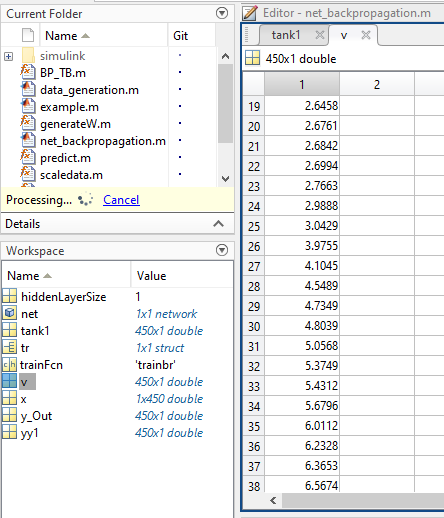 Current Folder
Name Git
simulink
BP_TB.m
data_generation.m
example.m
generateW.m
net_backpropagation.m
predict.m
scaledata.m
Processing... Cancel
Details
Workspace
Name Value
hiddenLayerSize 1
net 1x1 network
tank1 450x1 double
tr 1x1 struct
trainFcn 'trainbr'
v 450x1 double
x 1x450 double
y_Out 450x1 double
yy1 450x1 double
Editor - net_backpropagation.m
tank1 v
450x1 double
1 2
19 2.6458
20 2.6761
21 2.6842
22 2.6994
23 2.7663
24 2.9888
25 3.0429
26 3.9755
27 4.1045
28 4.5489
29 4.7349
30 4.8039
31 5.0568
32 5.3749
33 5.4312
34 5.6796
35 6.0112
36 6.2328
37 6.3653
38 6.5674